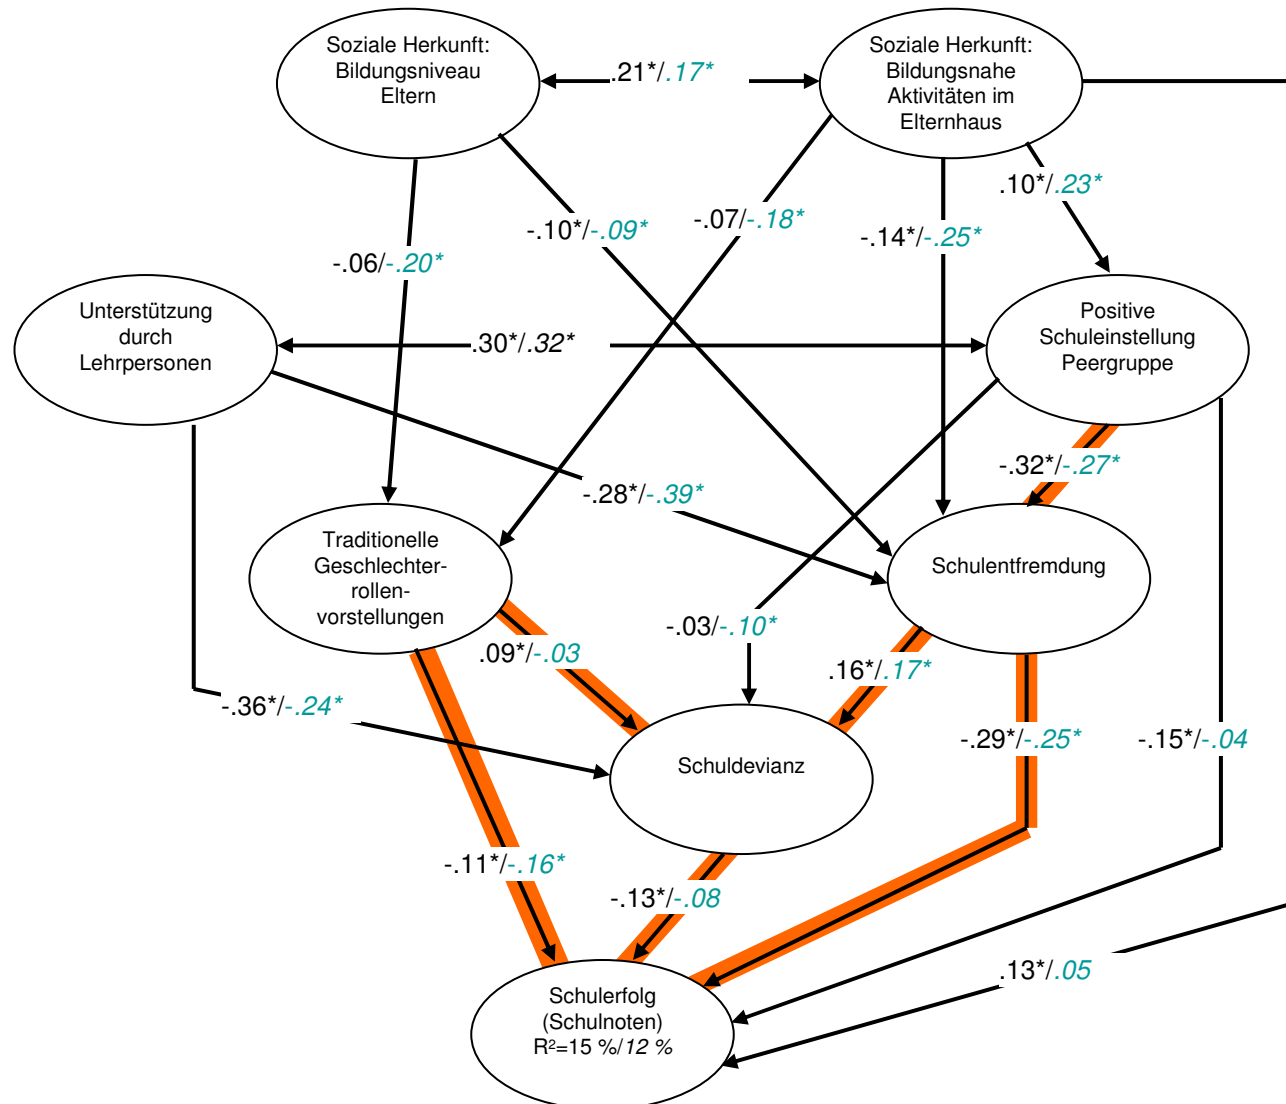 Soziale Herkunft:
Bildungsniveau
Eltern
Soziale Herkunft:
Bildungsnahe
Aktivitäten im
Elternhaus
.21*/.17*
.10*/.23*
-.10*/-.09*
-.07/-.18*
-.14*/-.25*
-.06/-.20*
Unterstützung
durch
Lehrpersonen
.30*/.32*
Positive
Schuleinstellung
Peergruppe
-.32*/-.27*
-.28*/-.39*
Traditionelle
Geschlechter-
rollen-
vorstellungen
Schulentfremdung
.09*/-.03
-.03/-.10*
.16*/.17*
-.36*/-.24*
-.29*/-.25*
-.15*/-.04
Schuldevianz
-.11*/-.16*
-.13*/-.08
.13*/.05
Schulerfolg
(Schulnoten)
R²=15 %/12 %